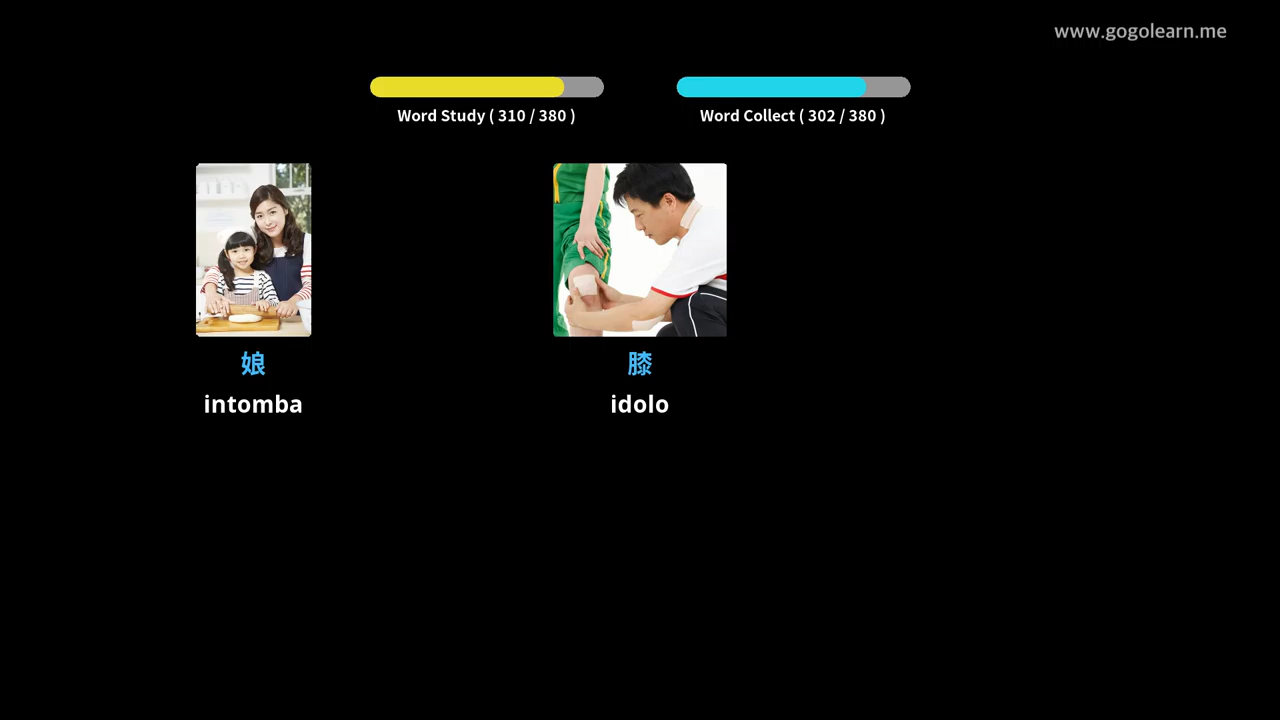 www.gogolearn.me
Word Study ( 310 / 380 )
Word Collect ( 302 / 380 )
娘
intomba
膝
idolo